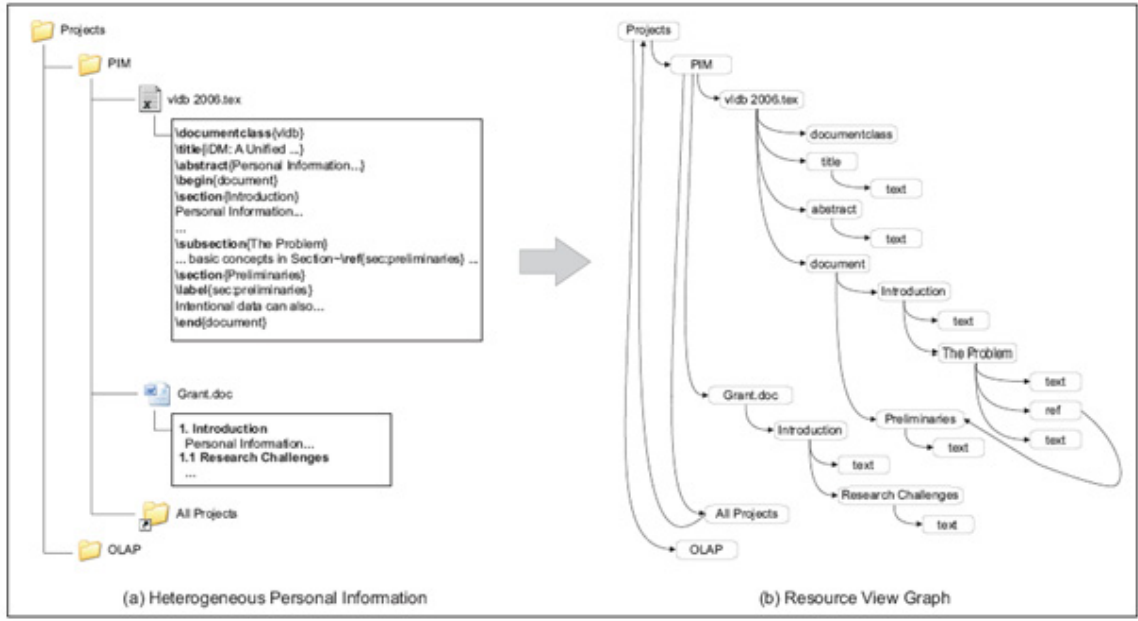 Projects
PIM
vldb 2006.tex
\documentclass{vldb}
\title{iDM: A Unified ...}
\abstract{Personal Information...}
\begin{document}
\section{Introduction}
Personal Information...
...
\subsection{The Problem}
... basic concepts in Section~\ref{sec:preliminaries} ...
\section{Preliminaries}
\label{sec:preliminaries}
Intentional data can also...
\end{document}
Grant.doc
1. Introduction
Personal Information...
1.1 Research Challenges
...
All Projects
OLAP
(a) Heterogeneous Personal Information
Projects
PIM
vldb 2006.tex
documentclass
title
text
abstract
text
document
Introduction
text
The Problem
text
ref
text
Preliminaries
text
Grant.doc
Introduction
text
Research Challenges
text
All Projects
OLAP
(b) Resource View Graph